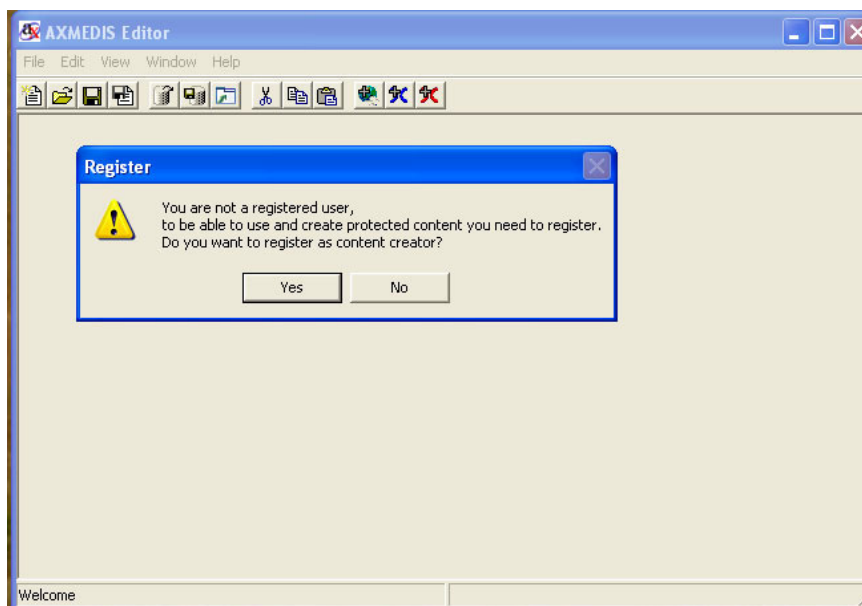 AXMEDIS Editor
File Edit View Window Help
Register
You are not a registered user,
to be able to use and create protected content you need to register.
Do you want to register as content creator?
Yes No
Welcome